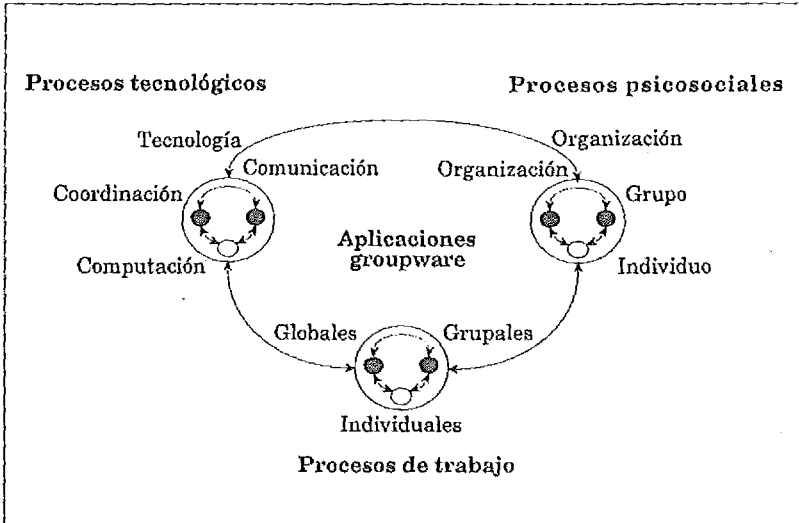 Procesos tecnológicos
Procesos psicosociales
Tecnología
Organización
Comunicación
Organización
Coordinación
Grupo
Aplicaciones
groupware
Computación
Individuo
Globales
Grupales
Individuales
Procesos de trabajo